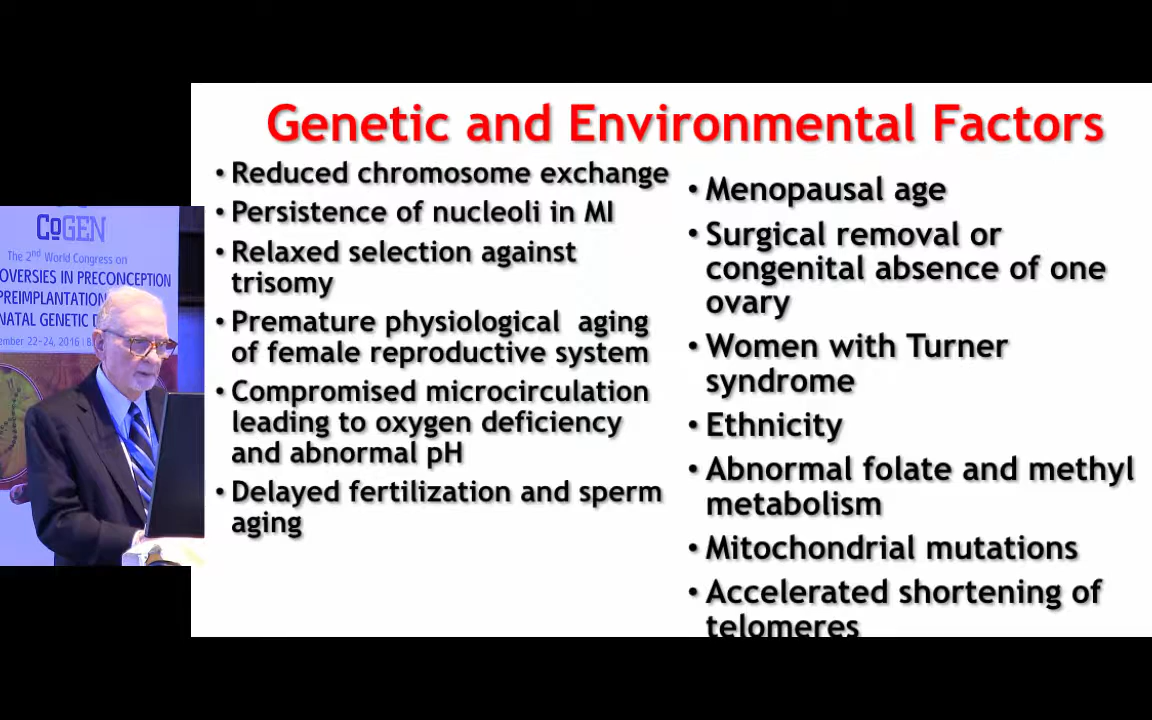 CoGEN
The 2nd World Congress on
OVERSIES IN PRECONCEPTION
PREIMPLANTATION
NATAL GENETIC D
ember 22-24, 2016 | B
Genetic and Environmental Factors
• Reduced chromosome exchange
• Persistence of nucleoli in MI
• Relaxed selection against
trisomy
• Premature physiological aging
of female reproductive system
• Compromised microcirculation
leading to oxygen deficiency
and abnormal pH
• Delayed fertilization and sperm
aging
• Menopausal age
• Surgical removal or
congenital absence of one
ovary
• Women with Turner
syndrome
• Ethnicity
• Abnormal folate and methyl
metabolism
• Mitochondrial mutations
• Accelerated shortening of
telomeres